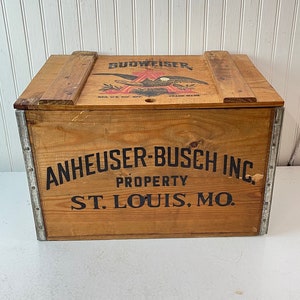 BUDWEISER
ANHEUSER-BUSCH INC.
PROPERTY
ST. LOUIS, MO.